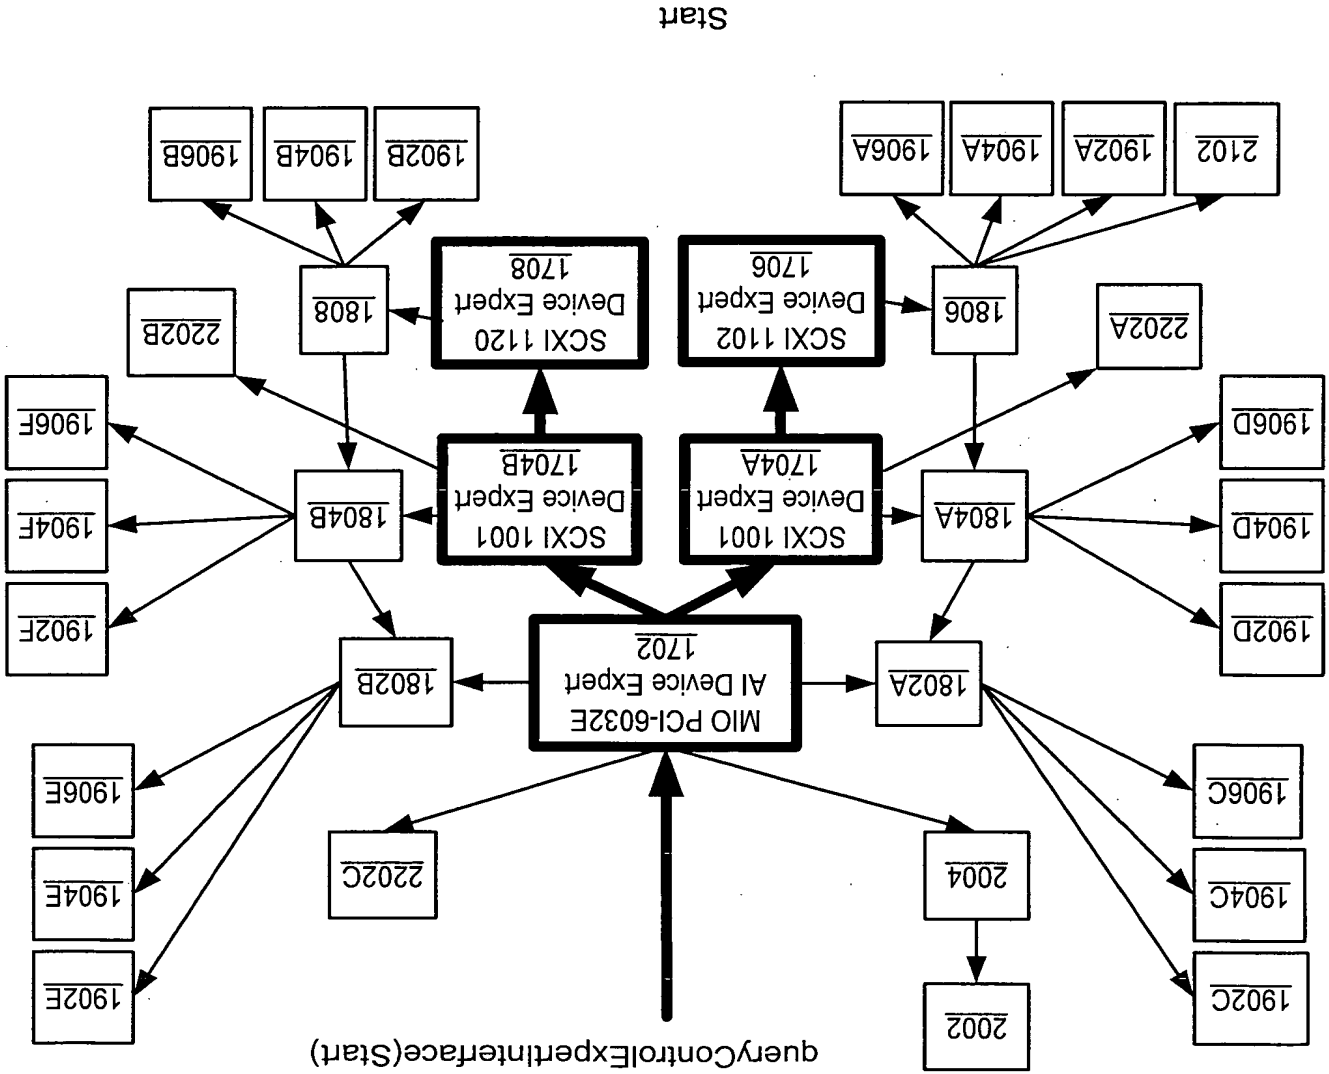 queryControlExpertInterface(Start)
2002
1902C
1902E
1904C
2004
2202C
1904E
1906C
1906E
1802A
MIO PCI-6032E
AI Device Expert
1702
1802B
1902D
1902F
1904D
1804A
SCXI 1001
Device Expert
1704A
SCXI 1001
Device Expert
1704B
1804B
1904F
1906D
1906F
2202A
2202B
1806
SCXI 1102
Device Expert
1706
SCXI 1120
Device Expert
1708
1808
2102
1902A
1904A
1906A
1902B
1904B
1906B
Start